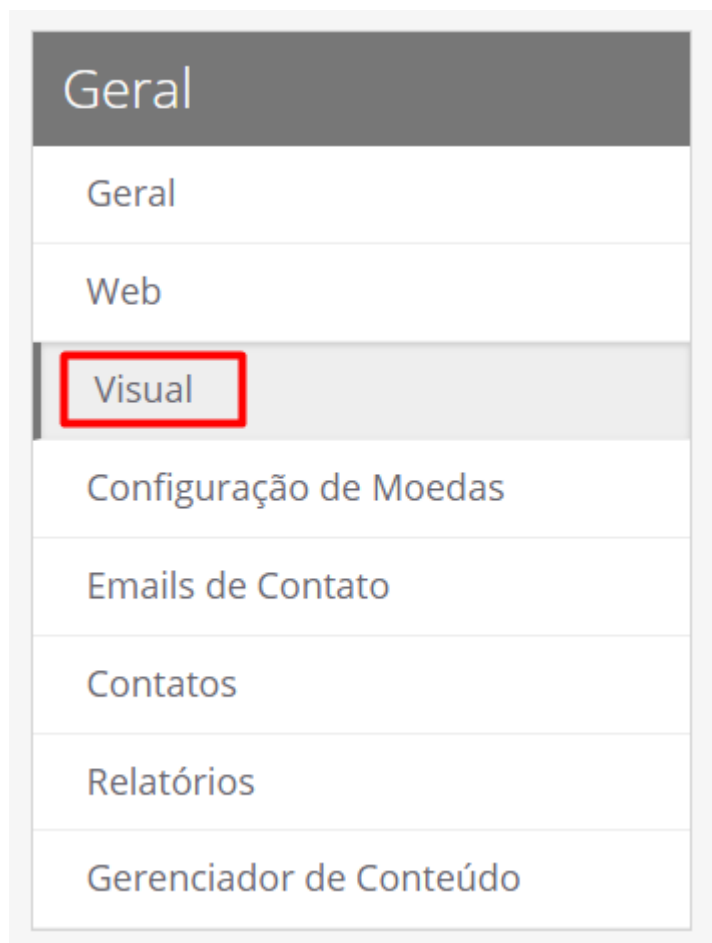 Geral
Geral
Web
Visual
Configuração de Moedas
Emails de Contato
Contatos
Relatórios
Gerenciador de Conteúdo